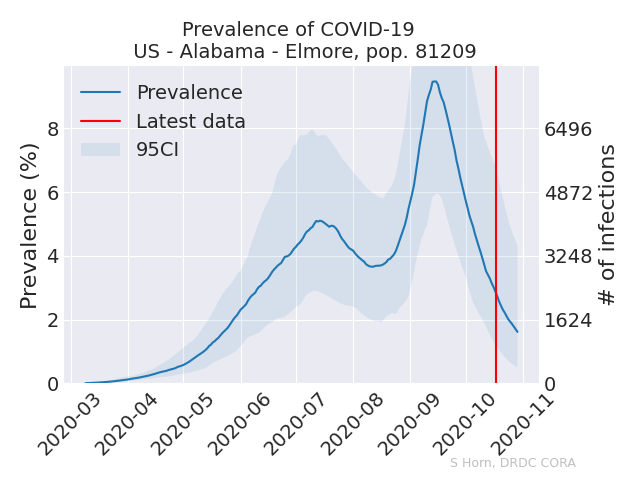 Prevalence of COVID-19
US - Alabama - Elmore, pop. 81209
Prevalence
Latest data
95CI
Prevalence (%)
8
6
4
2
0
6496
4872
3248
1624
0
# of infections
2020-03
2020-04
2020-05
2020-06
2020-07
2020-08
2020-09
2020-10
2020-11
S Horn, DRDC CORA